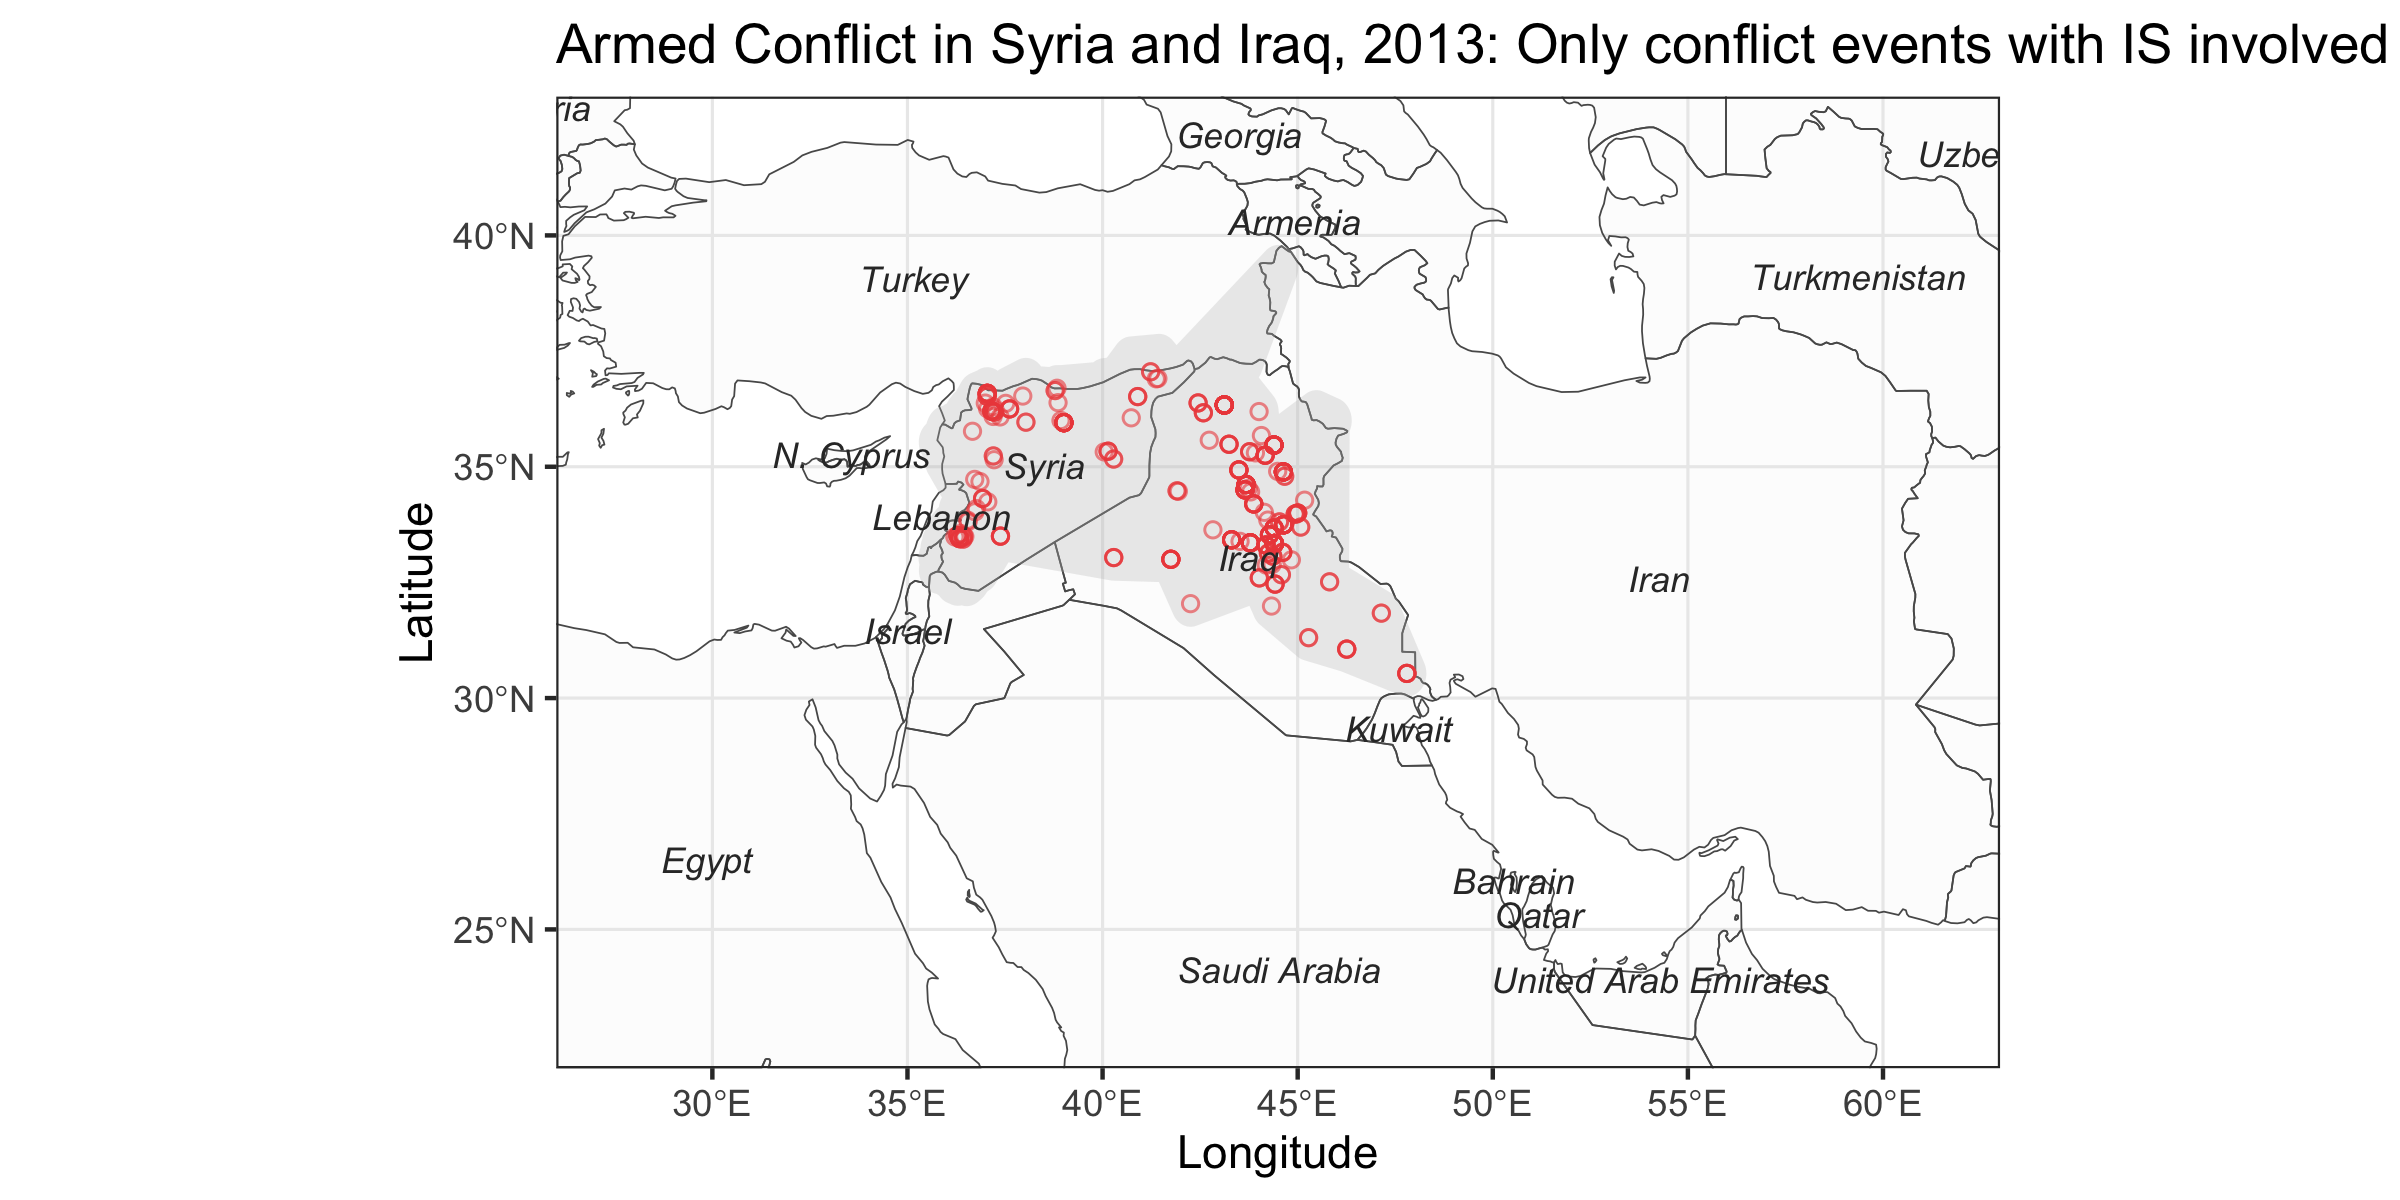 Armed Conflict in Syria and Iraq, 2013: Only conflict events with IS involved
ria
Georgia
Uzbe
Armenia
40°N
Turkey
Turkmenistan
N. Cyprus
35°N
Syria
Lebanon
Iraq
Iran
Latitude
Israel
30°N
Kuwait
Egypt
Bahrain
Qatar
25°N
Saudi Arabia
United Arab Emirates
30°E 35°E 40°E 45°E 50°E 55°E 60°E
Longitude